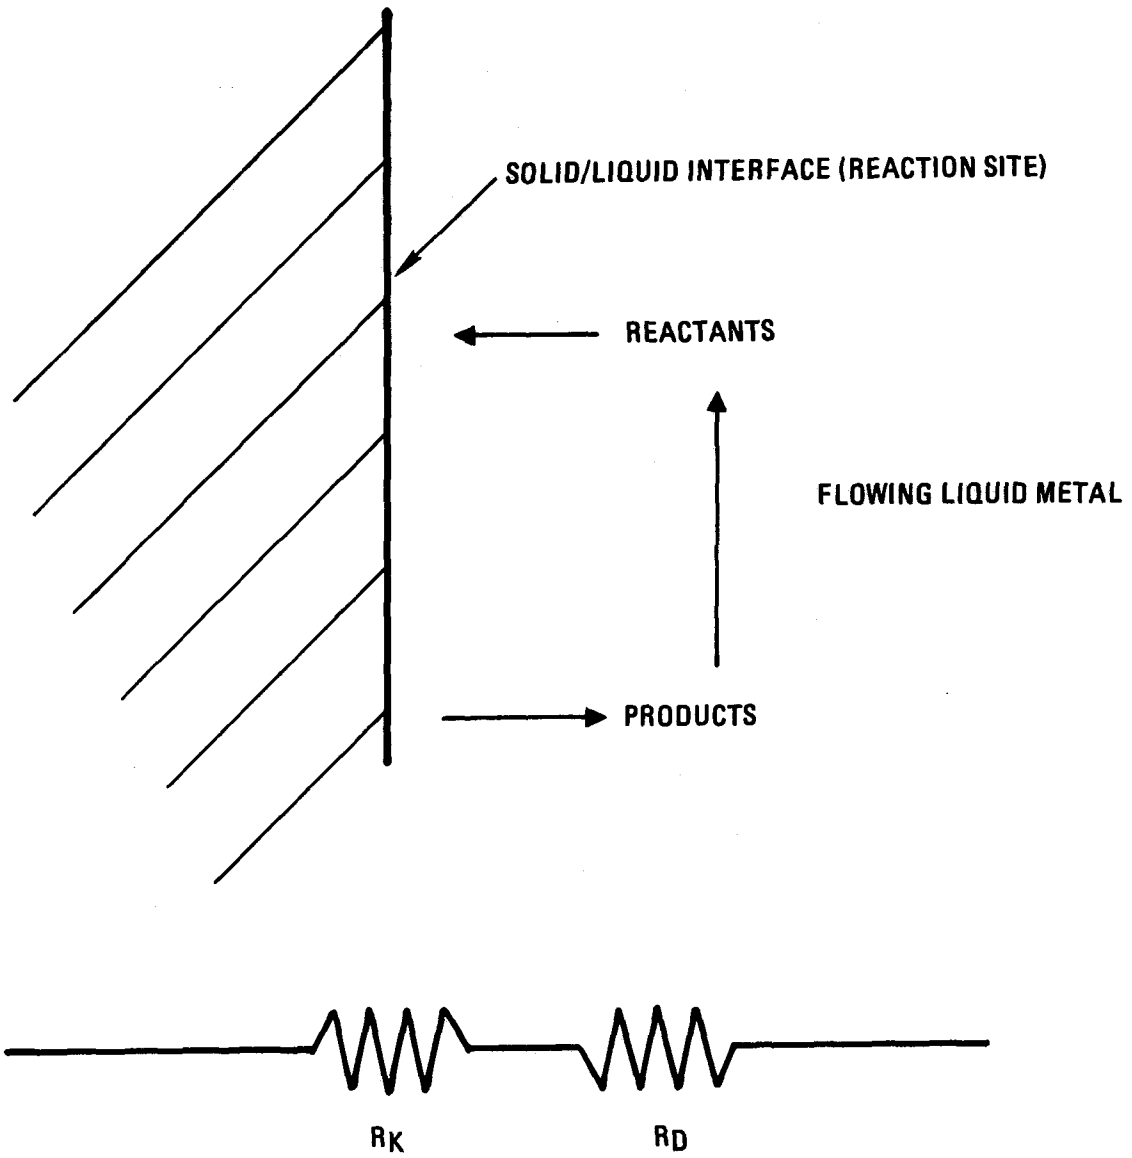 SOLID/LIQUID INTERFACE (REACTION SITE)
REACTANTS
FLOWING LIQUID METAL
PRODUCTS
RK
RD